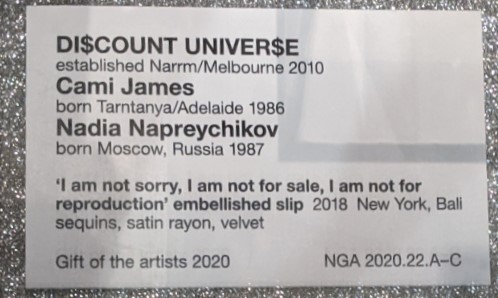 DI$COUNT UNIVER$E
established Narrm/Melbourne 2010
Cami James
born Tarntanya/Adelaide 1986
Nadia Napreychikov
born Moscow, Russia 1987
‘I am not sorry, I am not for sale, I am not for
reproduction’ embellished slip 2018 New York, Bali
sequins, satin rayon, velvet
Gift of the artists 2020 NGA 2020.22.A–C